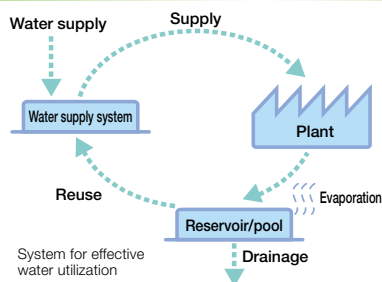 Water supply
Supply
Water supply system
Plant
Reuse
Evaporation
Reservoir/pool
System for effective
water utilization
Drainage